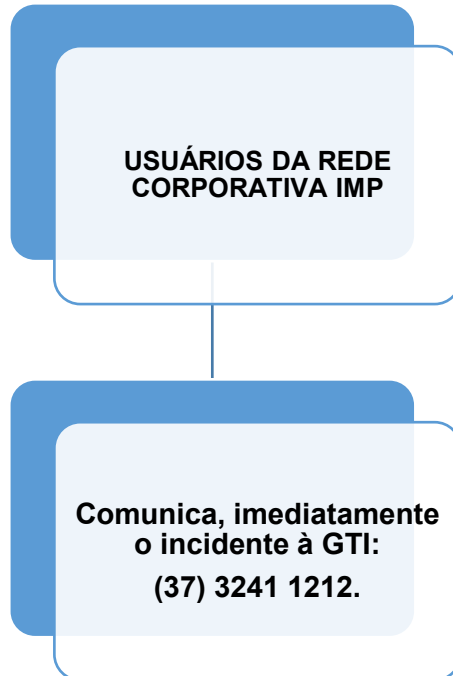 USUÁRIOS DA REDE
CORPORATIVA IMP
Comunica, imediatamente
o incidente à GTI:
(37) 3241 1212.